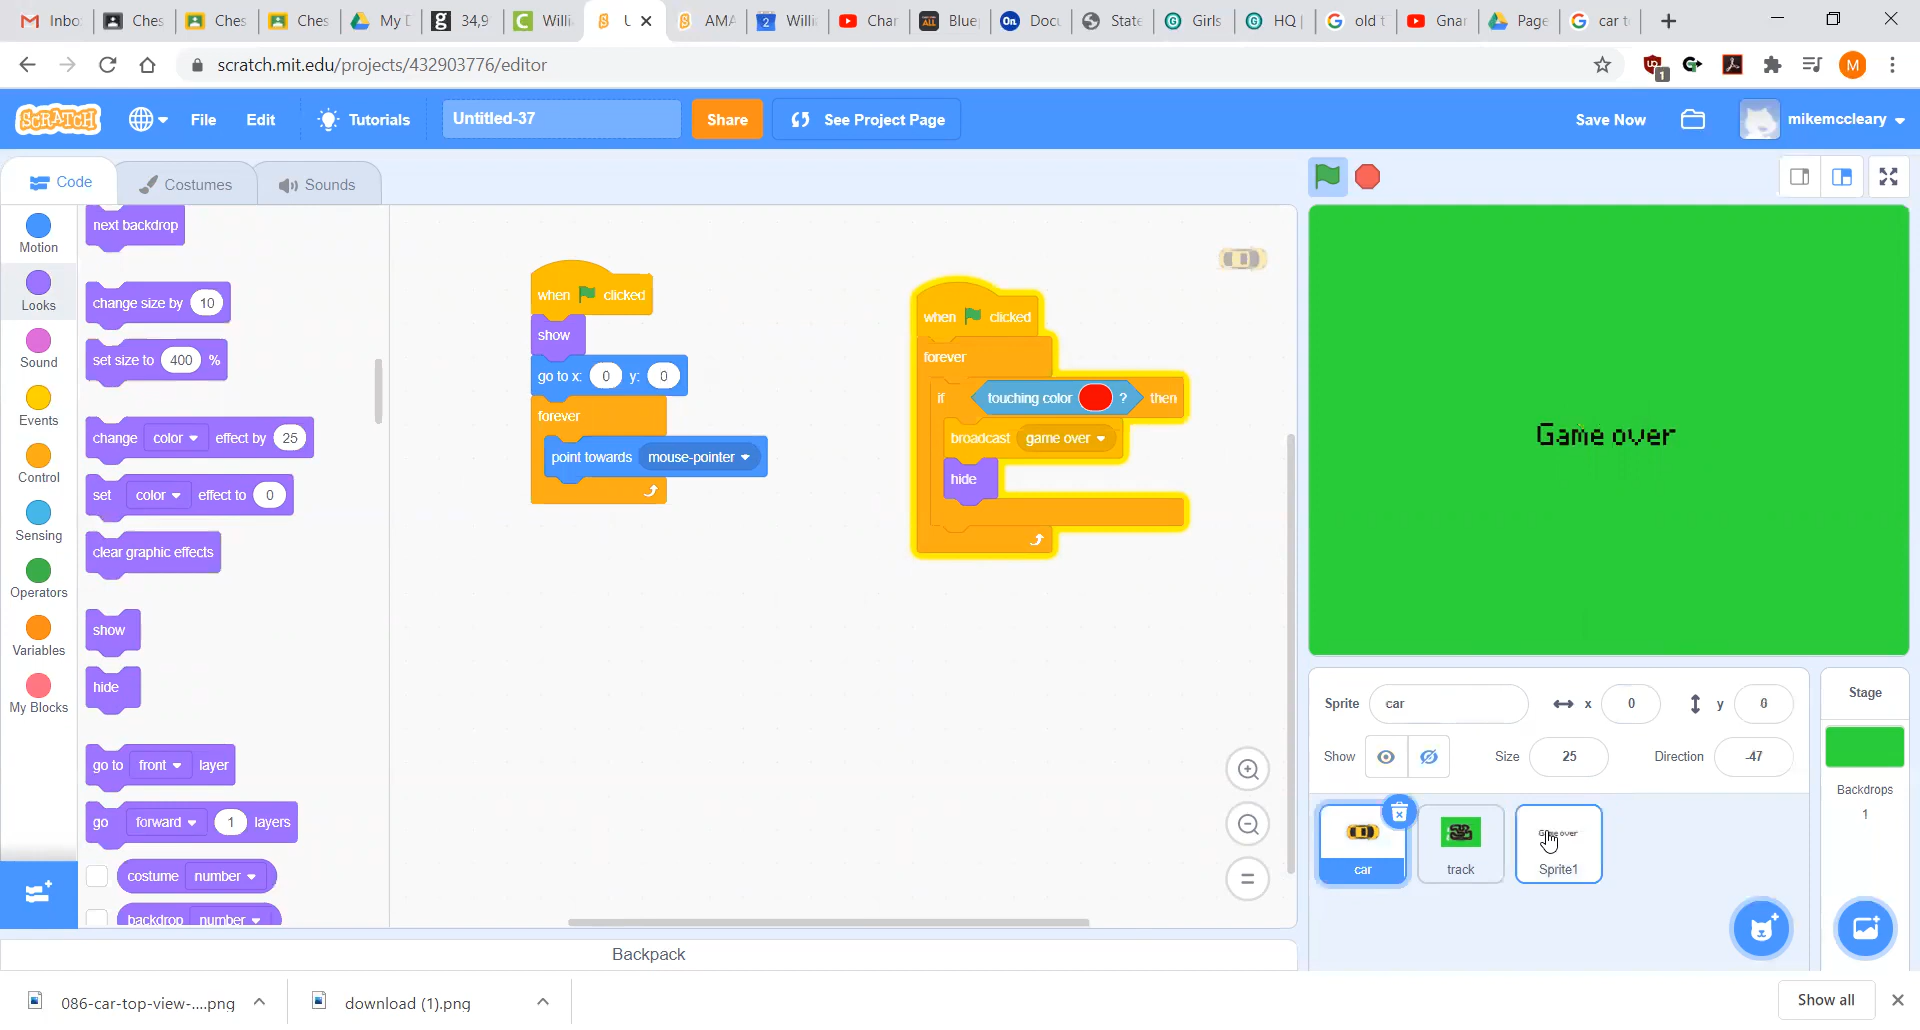 Inbo Ches Ches Ches My D 34,9 Willi U AMA Willi Char Blue Docu State Girls HQ old t Gnar Page car t
scratch.mit.edu/projects/432903776/editor
SCRATCH File Edit Tutorials Untitled-37 Share See Project Page Save Now mikemccleary
Code Costumes Sounds
Motion
Looks
Sound
Events
Control
Sensing
Operators
Variables
My Blocks
next backdrop
change size by 10
set size to 400 %
change color effect by 25
set color effect to 0
clear graphic effects
show
hide
go to front layer
go forward 1 layers
costume number
backdrop number
when clicked
show
go to x: 0 y: 0
forever
point towards mouse-pointer
when clicked
forever
if touching color ? then
broadcast game over
hide
Game over
Sprite car x 0 y 0
Show Size 25 Direction -47
car
track
Game over
Sprite1
Stage
Backdrops
1
Backpack
086-car-top-view-....png download (1).png Show all